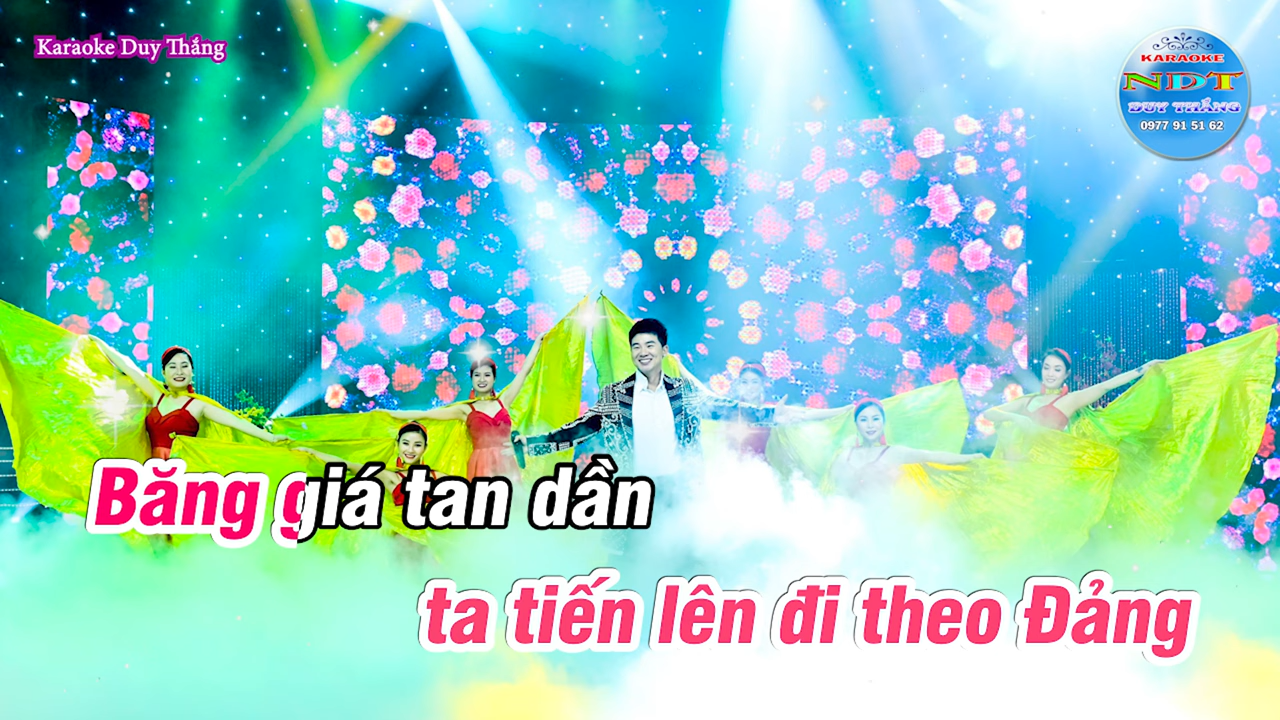 Karaoke Duy Thắng
KARAOKE
NDT
DUY THẮNG
0977 91 51 62
Băng giá tan dần
ta tiến lên đi theo Đảng